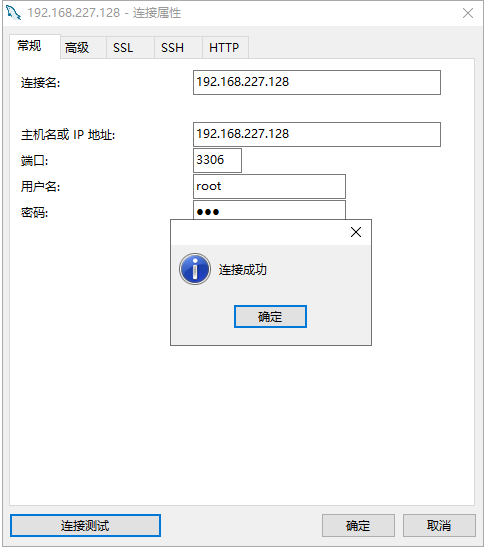 192.168.227.128 - 连接属性
常规 高级 SSL SSH HTTP
连接名: 192.168.227.128
主机名或 IP 地址: 192.168.227.128
端口: 3306
用户名: root
密码: ●●●
连接成功
确定
连接测试 确定 取消